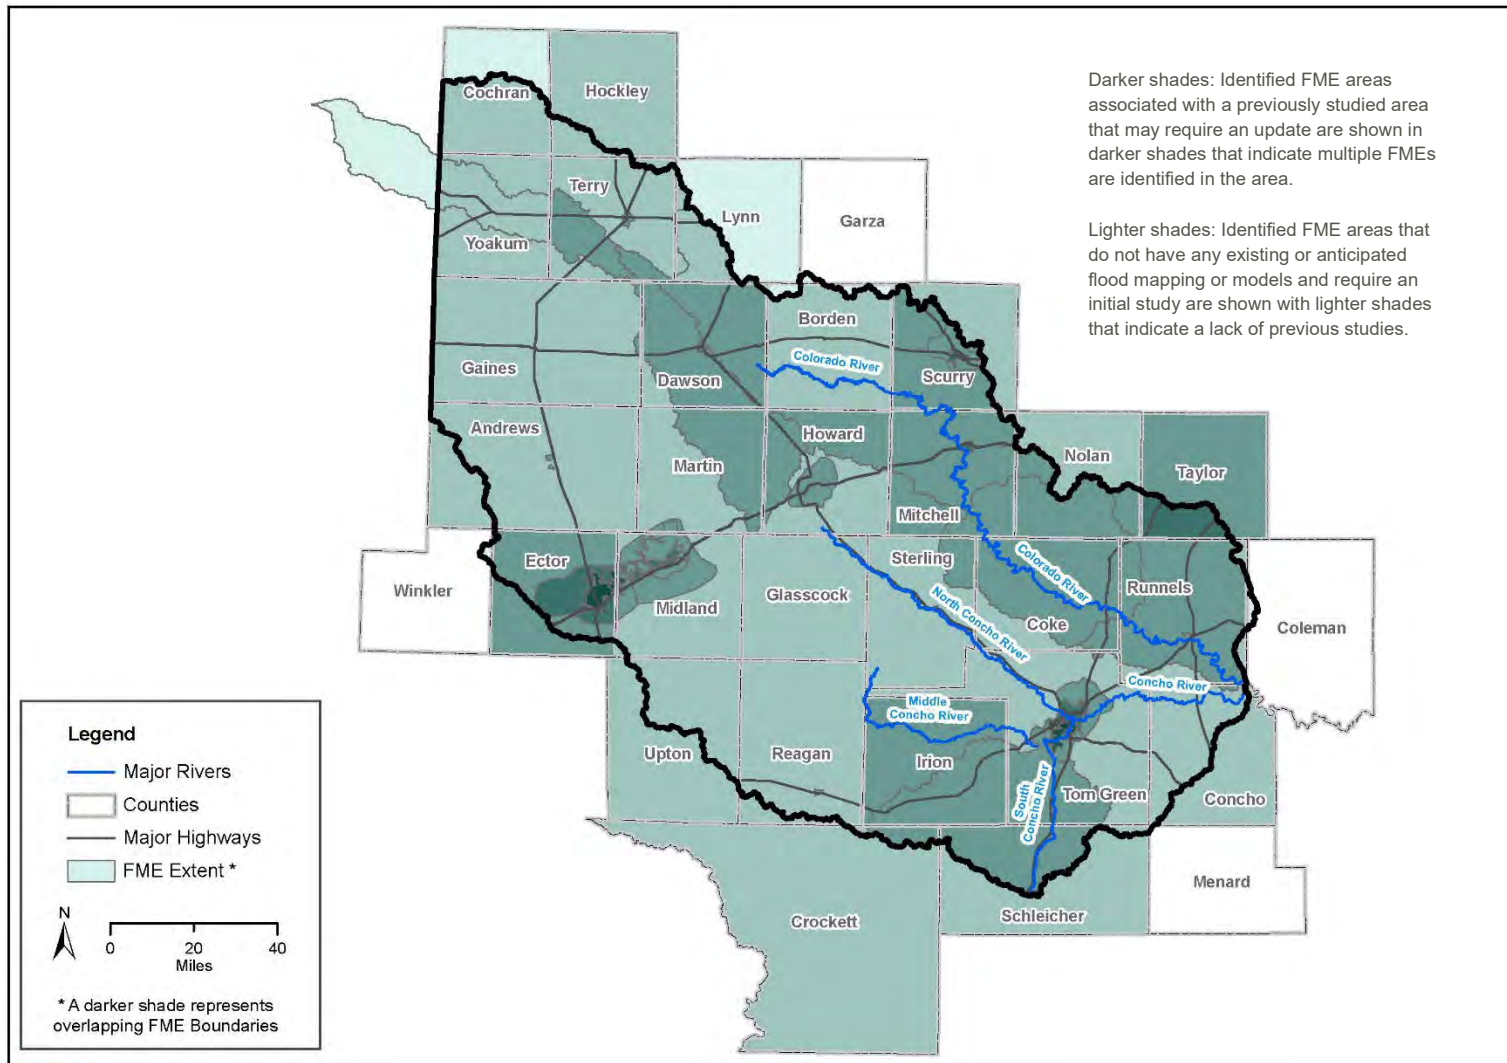 Darker shades: Identified FME areas
associated with a previously studied area
that may require an update are shown in
darker shades that indicate multiple FMEs
are identified in the area.
Lighter shades: Identified FME areas that
do not have any existing or anticipated
flood mapping or models and require an
initial study are shown with lighter shades
that indicate a lack of previous studies.
Cochran
Hockley
Terry
Lynn
Garza
Yoakum
Borden
Colorado River
Gaines
Dawson
Scurry
Andrews
Howard
Martin
Nolan
Taylor
Mitchell
Ector
Sterling
Colorado River
Winkler
Midland
Glasscock
Runnels
North Concho River
Coke
Coleman
Concho River
Middle
Concho River
Upton
Reagan
Irion
South
Concho River
Tom Green
Concho
Menard
Crockett
Schleicher
Legend
Major Rivers
Counties
Major Highways
FME Extent *
N
0 20 40
Miles
* A darker shade represents
overlapping FME Boundaries